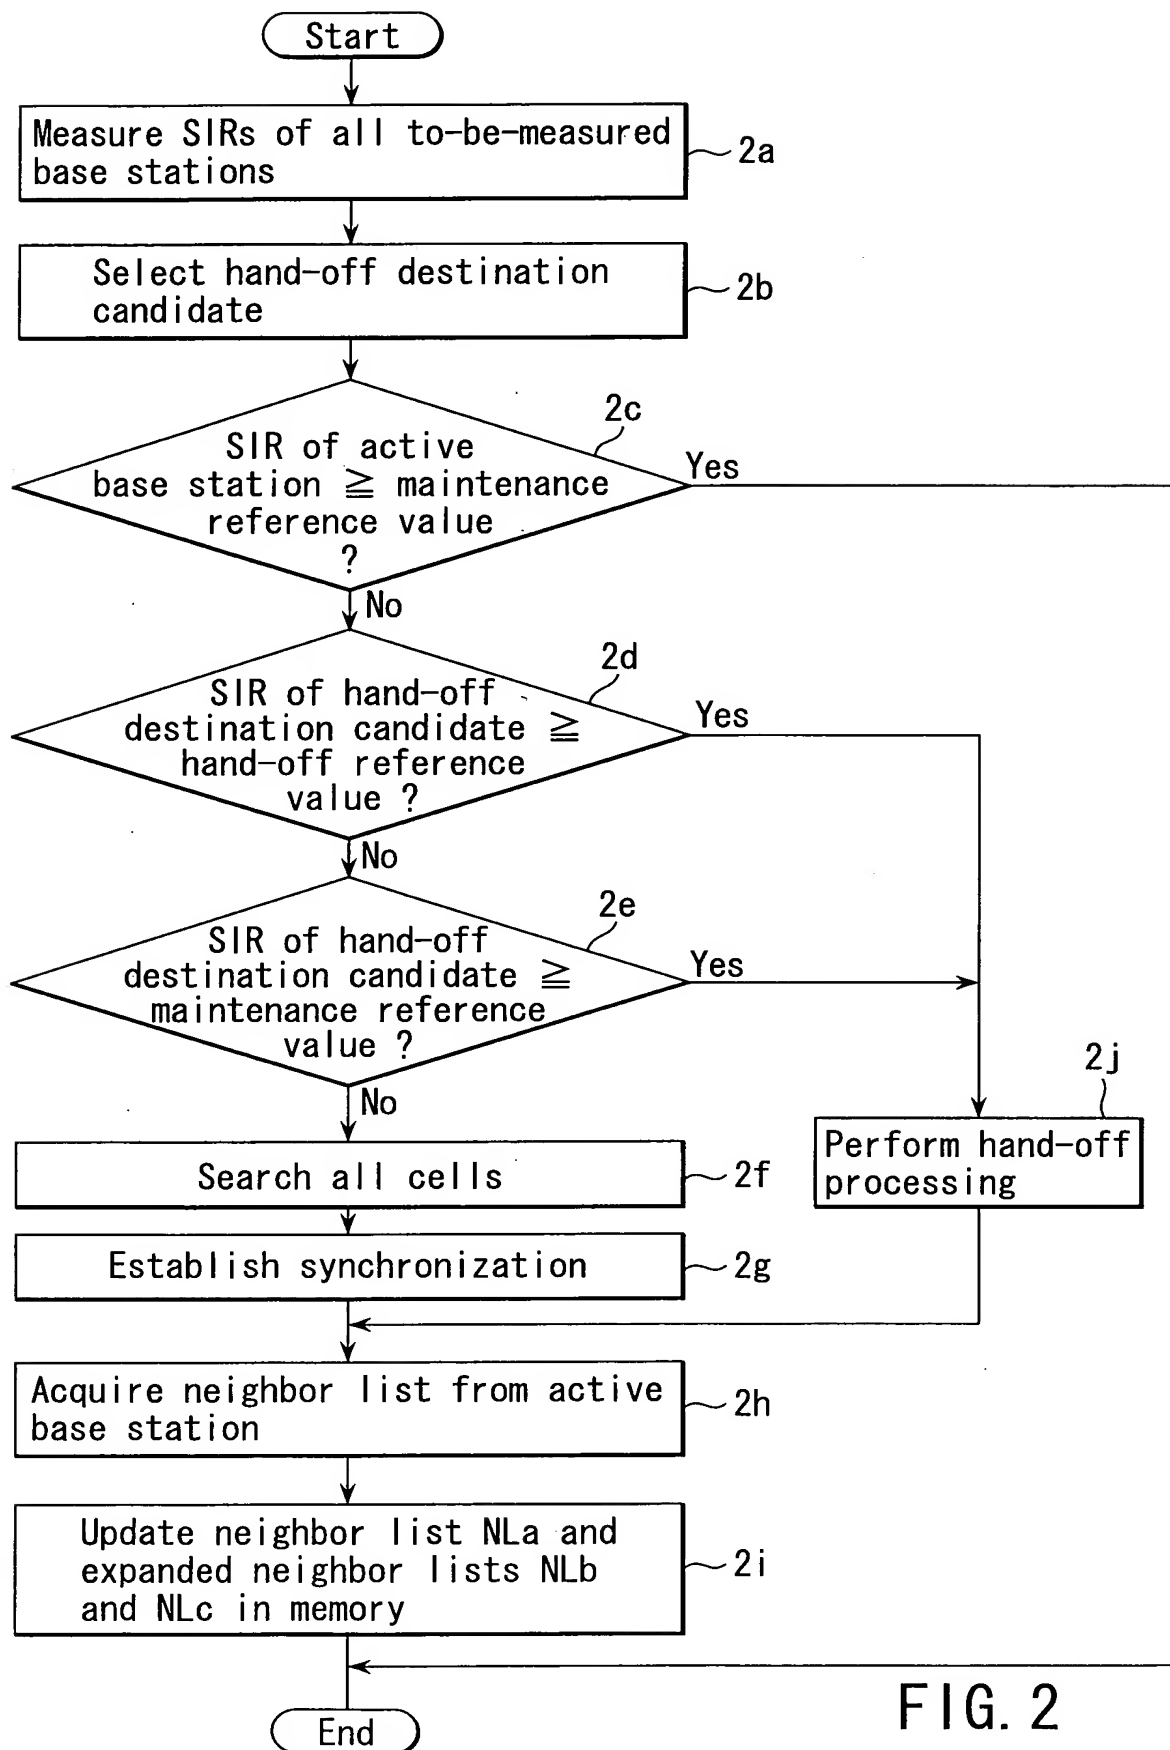 Start
Measure SIRs of all to-be-measured
base stations
2a
Select hand-off destination
candidate
2b
2c
SIR of active
base station ≧ maintenance
reference value
?
Yes
No
2d
SIR of hand-off
destination candidate ≧
hand-off reference
value ?
Yes
No
2e
SIR of hand-off
destination candidate ≧
maintenance reference
value ?
Yes
No
2j
Perform hand-off
processing
Search all cells
2f
Establish synchronization
2g
Acquire neighbor list from active
base station
2h
Update neighbor list NLa and
expanded neighbor lists NLb
and NLc in memory
2i
End
FIG. 2